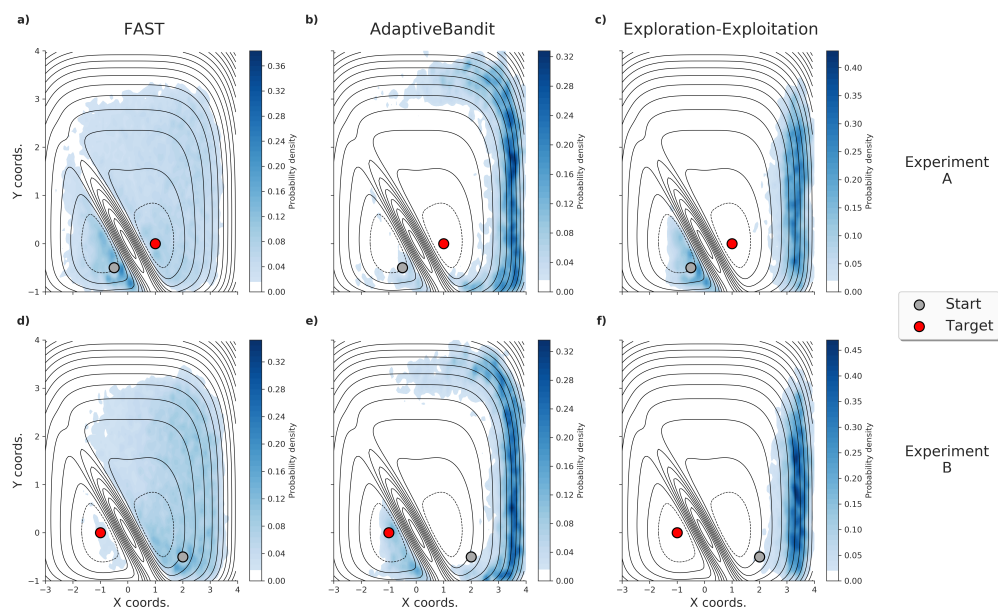 a) FAST
b) AdaptiveBandit
c) Exploration-Exploitation
Y coords.
4
3
2
1
0
−1
0.36
0.32
0.28
0.24
0.20
0.16
0.12
0.08
0.04
0.00
Probability density
0.32
0.28
0.24
0.20
0.16
0.12
0.08
0.04
0.00
Probability density
0.40
0.35
0.30
0.25
0.20
0.15
0.10
0.05
0.00
Probability density
Experiment
A
Start
Target
d)
e)
f)
Y coords.
4
3
2
1
0
−1
−3 −2 −1 0 1 2 3 4
X coords.
0.32
0.28
0.24
0.20
0.16
0.12
0.08
0.04
0.00
Probability density
−3 −2 −1 0 1 2 3 4
X coords.
0.32
0.28
0.24
0.20
0.16
0.12
0.08
0.04
0.00
Probability density
−3 −2 −1 0 1 2 3 4
X coords.
0.45
0.40
0.35
0.30
0.25
0.20
0.15
0.10
0.05
0.00
Probability density
Experiment
B